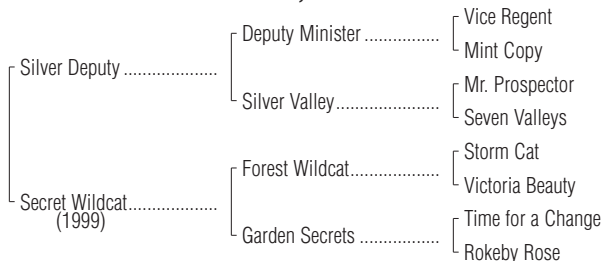 Vice Regent
Deputy Minister ................
Mint Copy
Silver Deputy ....................
Mr. Prospector
Silver Valley......................
Seven Valleys
Storm Cat
Forest Wildcat...................
Victoria Beauty
Secret Wildcat...................
(1999)
Time for a Change
Garden Secrets .................
Rokeby Rose